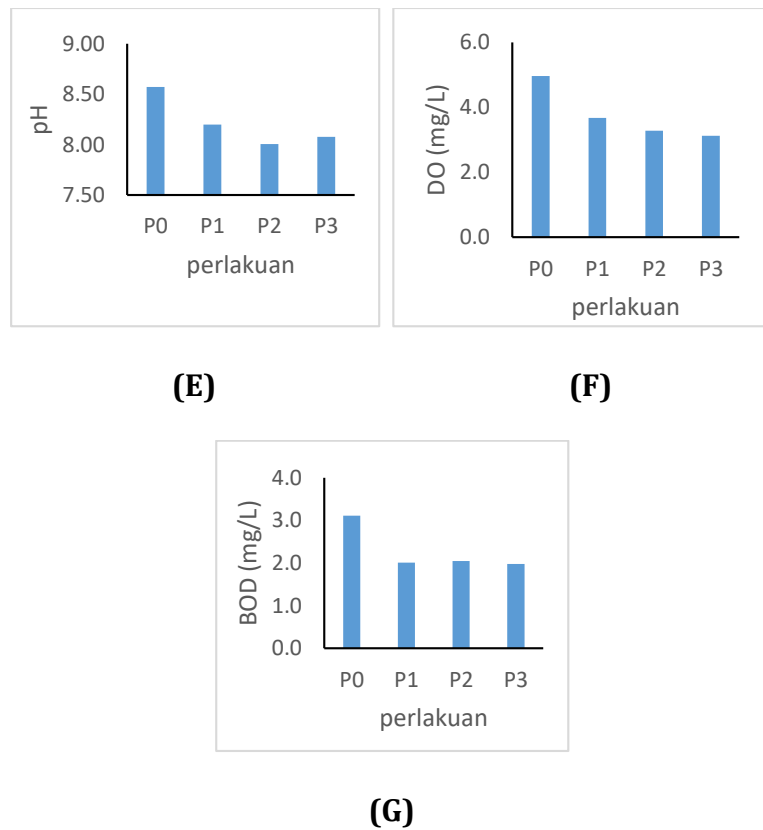 9.00
8.50
8.00
7.50
pH
P0 P1 P2 P3
perlakuan
(E)
6.0
4.0
2.0
0.0
DO (mg/L)
P0 P1 P2 P3
perlakuan
(F)
4.0
3.0
2.0
1.0
0.0
BOD (mg/L)
P0 P1 P2 P3
perlakuan
(G)